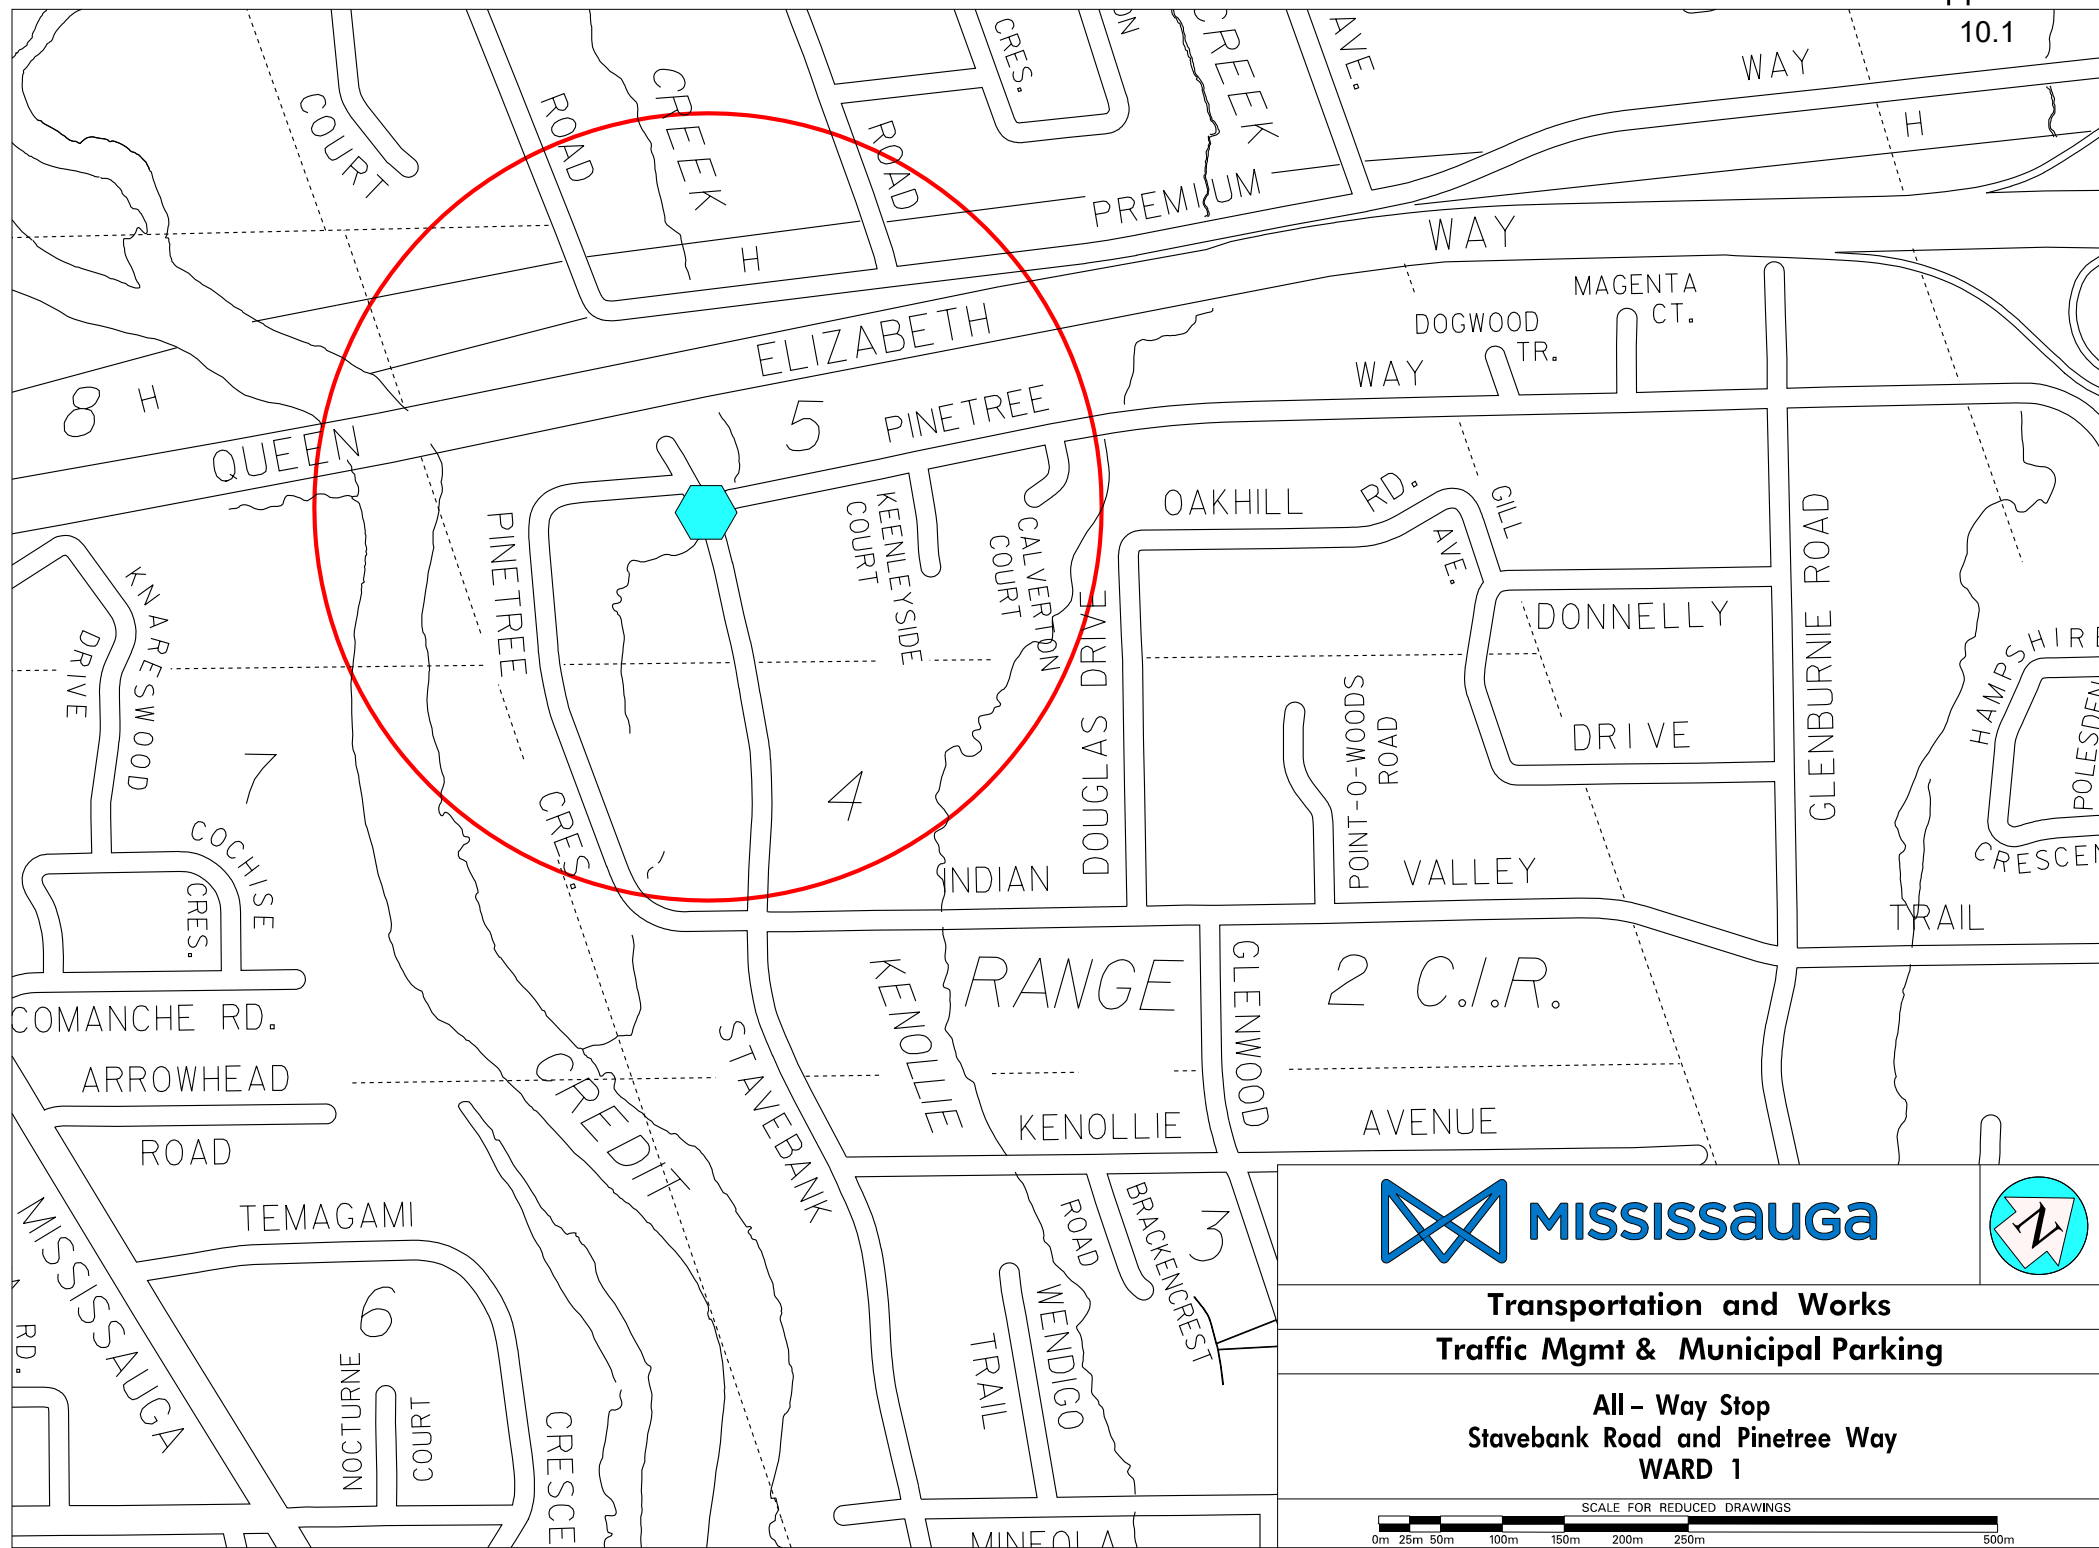 10.1
COURT
ROAD
CREEK
ROAD
CRES.
CREEK
AVE.
WAY
H
PREMIUM
WAY
H
ELIZABETH
QUEEN
8
H
5
PINETREE
WAY
DOGWOOD
TR.
MAGENTA
CT.
KEENLEYSIDE
COURT
CALVERTON
COURT
OAKHILL
RD.
GILL
AVE.
DONNELLY
DRIVE
GLENBURNIE ROAD
HAMPSHIRE
POLESDEN
CRESCEN
PINETREE
CRES.
KNARESWOOD
DRIVE
7
4
DOUGLAS DRIVE
POINT-O-WOODS
ROAD
COCHISE
CRES.
INDIAN
VALLEY
TRAIL
COMANCHE RD.
ARROWHEAD
ROAD
CREDIT
STAVEBANK
KENOLLIE
RANGE
2 C.I.R.
GLENWOOD
KENOLLIE
AVENUE
MISSISSAUGA
RD.
TEMAGAMI
CRESCE
6
NOCTURNE
COURT
TRAIL
WENDIGO
BRACKENCREST
ROAD
3
MINEOLA
MISSISSauGa
N
Transportation and Works
Traffic Mgmt & Municipal Parking
All – Way Stop
Stavebank Road and Pinetree Way
WARD 1
SCALE FOR REDUCED DRAWINGS
0m 25m 50m 100m 150m 200m 250m 500m